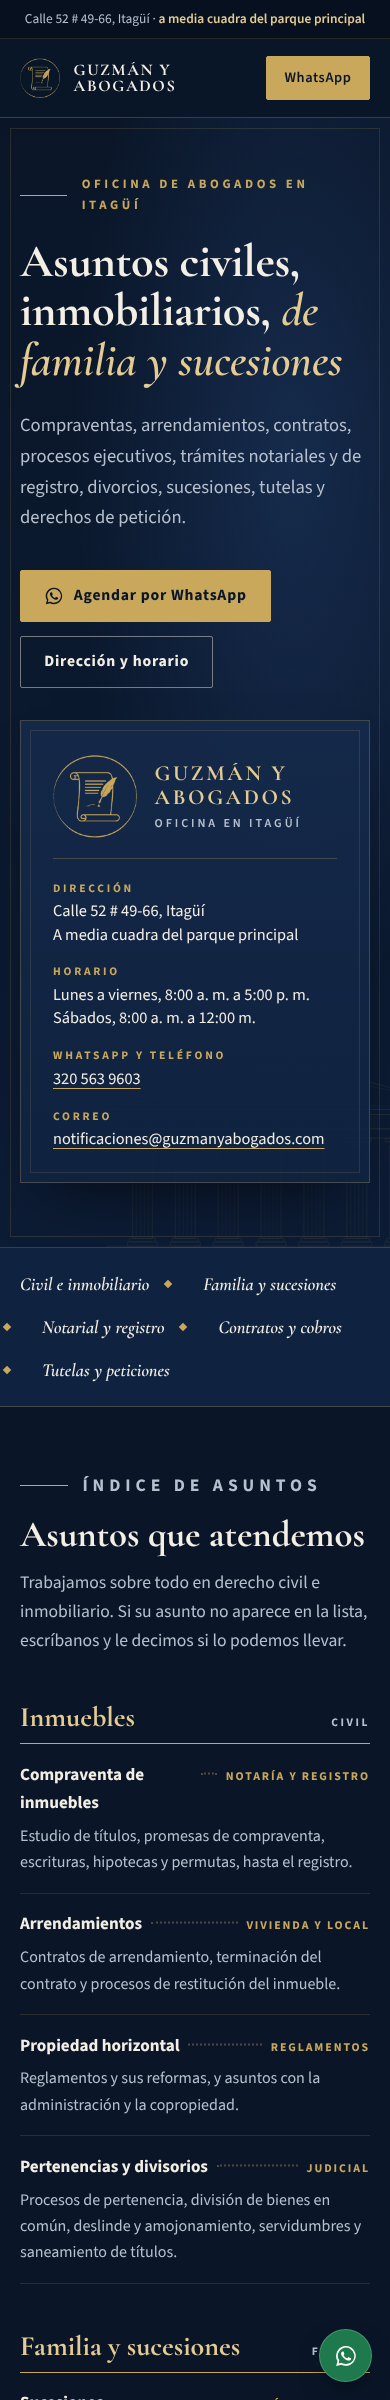 Calle 52 # 49-66, Itagüí · a media cuadra del parque principal
GUZMÁN Y
ABOGADOS
WhatsApp
OFICINA DE ABOGADOS EN
ITAGÜÍ
Asuntos civiles,
inmobiliarios, de
familia y sucesiones
Compraventas, arrendamientos, contratos,
procesos ejecutivos, trámites notariales y de
registro, divorcios, sucesiones, tutelas y
derechos de petición.
Agendar por WhatsApp
Dirección y horario
GUZMÁN Y
ABOGADOS
OFICINA EN ITAGÜÍ
DIRECCIÓN
Calle 52 # 49-66, Itagüí
A media cuadra del parque principal
HORARIO
Lunes a viernes, 8:00 a. m. a 5:00 p. m.
Sábados, 8:00 a. m. a 12:00 m.
WHATSAPP Y TELÉFONO
320 563 9603
CORREO
notificaciones@guzmanyabogados.com
Civil e inmobiliario ◆ Familia y sucesiones
◆ Notarial y registro ◆ Contratos y cobros
◆ Tutelas y peticiones
ÍNDICE DE ASUNTOS
Asuntos que atendemos
Trabajamos sobre todo en derecho civil e
inmobiliario. Si su asunto no aparece en la lista,
escríbanos y le decimos si lo podemos llevar.
Inmuebles CIVIL
Compraventa de NOTARÍA Y REGISTRO
inmuebles
Estudio de títulos, promesas de compraventa,
escrituras, hipotecas y permutas, hasta el registro.
Arrendamientos VIVIENDA Y LOCAL
Contratos de arrendamiento, terminación del
contrato y procesos de restitución del inmueble.
Propiedad horizontal REGLAMENTOS
Reglamentos y sus reformas, y asuntos con la
administración y la copropiedad.
Pertenencias y divisorios JUDICIAL
Procesos de pertenencia, división de bienes en
común, deslinde y amojonamiento, servidumbres y
saneamiento de títulos.
Familia y sucesiones